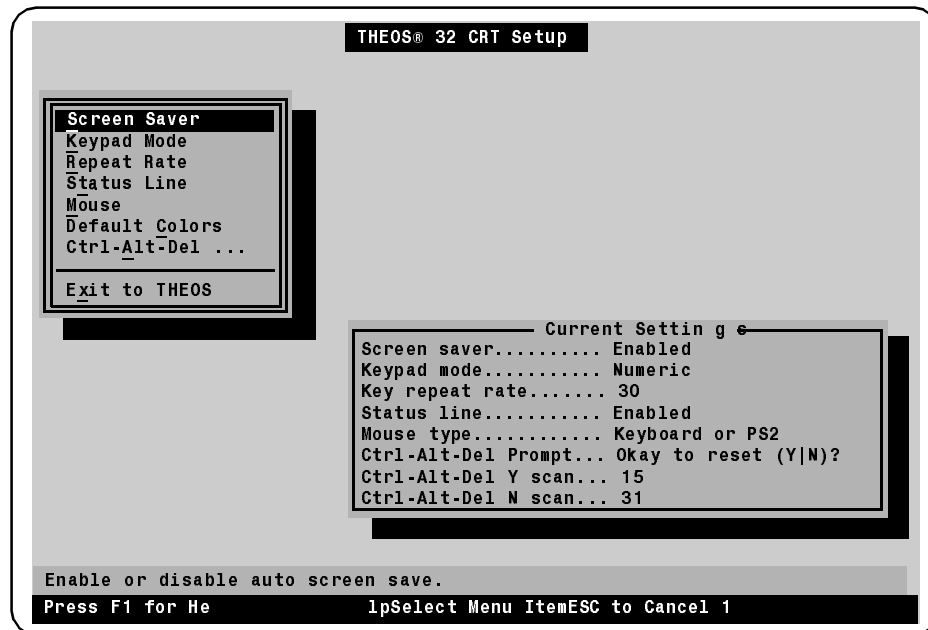 THEOS® 32 CRT Setup
Screen Saver
Keypad Mode
Repeat Rate
Status Line
Mouse
Default Colors
Ctrl-Alt-Del ...
Exit to THEOS
Current Settin g s
Screen saver.......... Enabled
Keypad mode........... Numeric
Key repeat rate....... 30
Status line........... Enabled
Mouse type............ Keyboard or PS2
Ctrl-Alt-Del Prompt... Okay to reset (Y|N)?
Ctrl-Alt-Del Y scan... 15
Ctrl-Alt-Del N scan... 31
Enable or disable auto screen save.
Press F1 for He lpSelect Menu ItemESC to Cancel 1